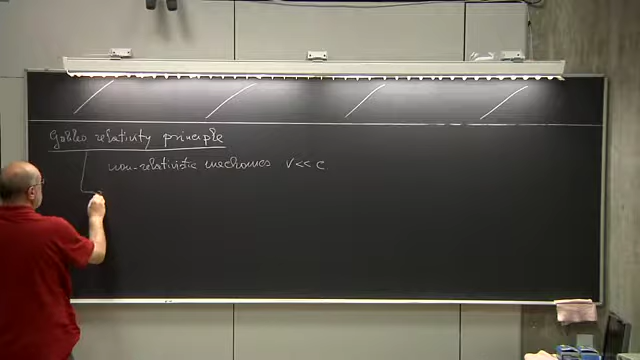 Galileo relativity principle
non-relativistic mechanics v << c